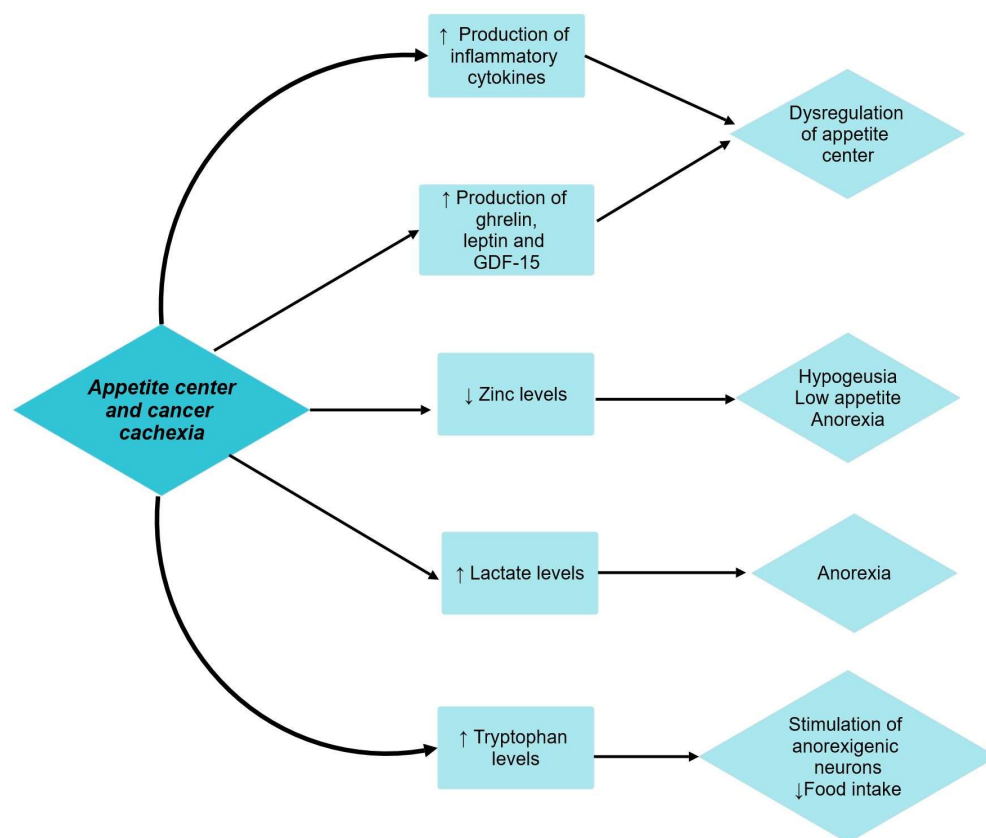 ↑ Production of
inflammatory
cytokines
Dysregulation
of appetite
center
↑ Production of
ghrelin,
leptin and
GDF-15
Appetite center
and cancer
cachexia
↓ Zinc levels
Hypogeusia
Low appetite
Anorexia
↑ Lactate levels
Anorexia
↑ Tryptophan
levels
Stimulation of
anorexigenic
neurons
↓Food intake